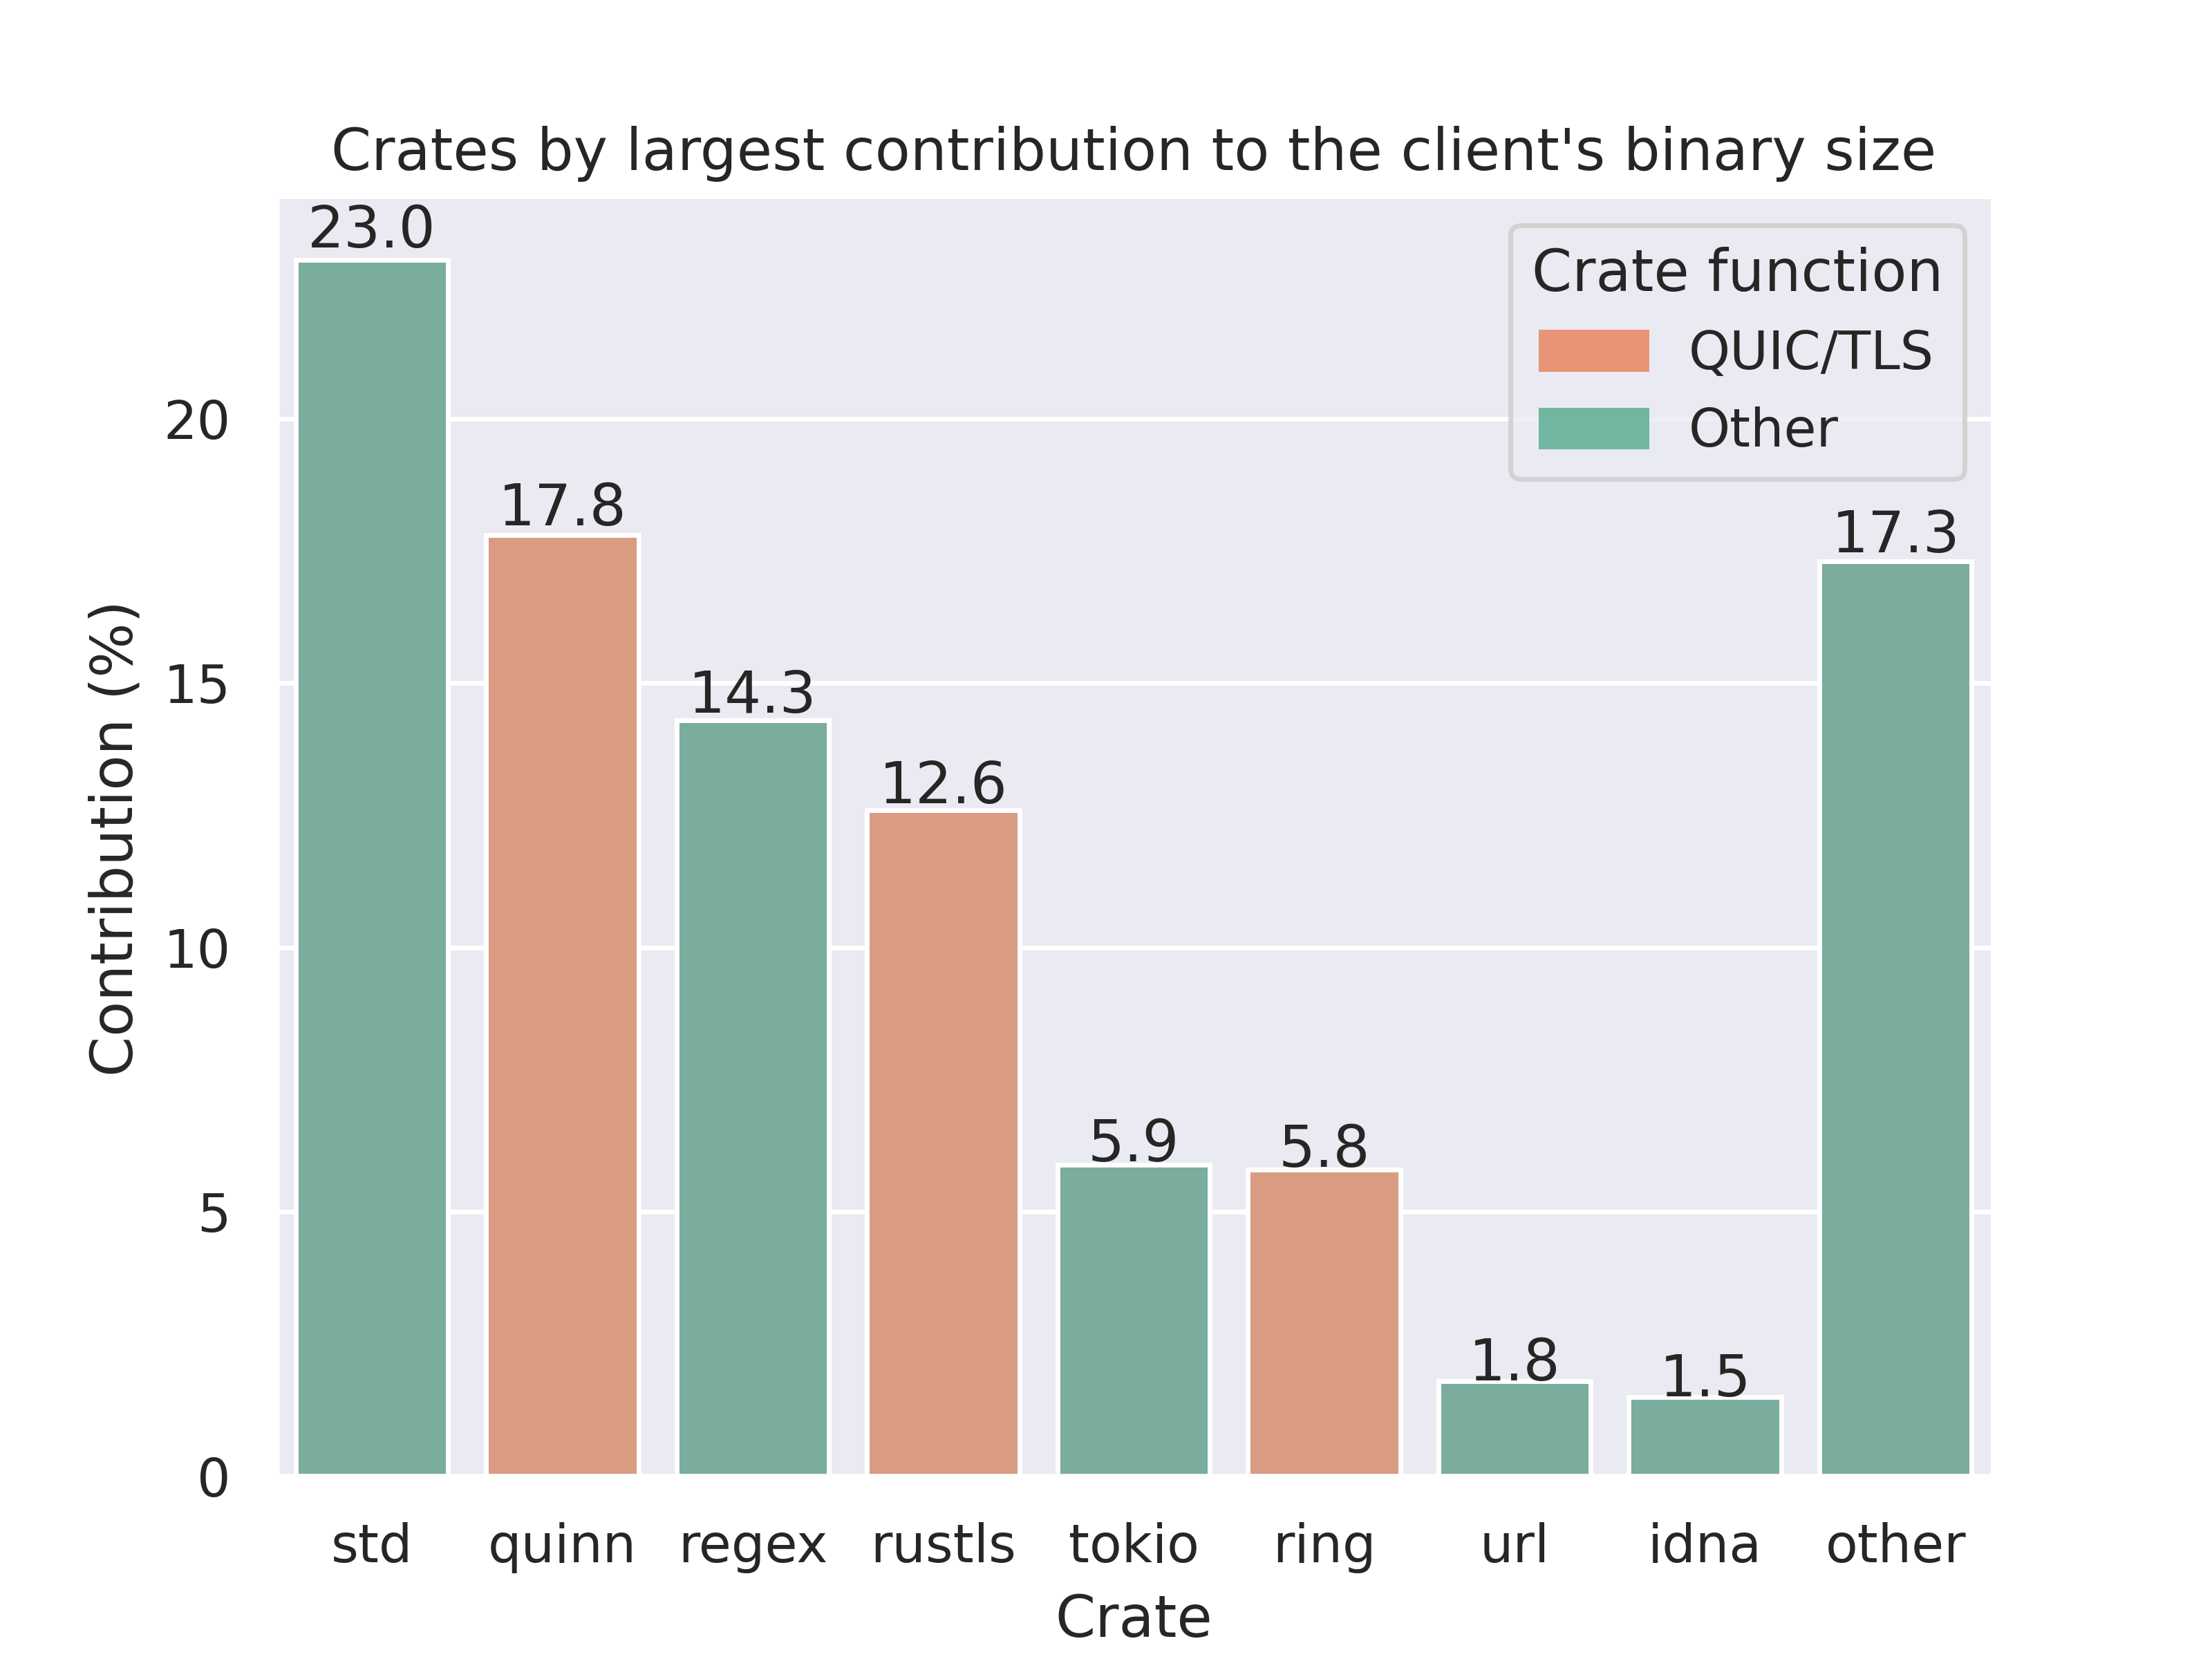 Crates by largest contribution to the client's binary size
23.0
17.8
14.3
12.6
5.9
5.8
1.8
1.5
17.3
Crate function
QUIC/TLS
Other
Contribution (%)
20
15
10
5
0
std quinn regex rustls tokio ring url idna other
Crate